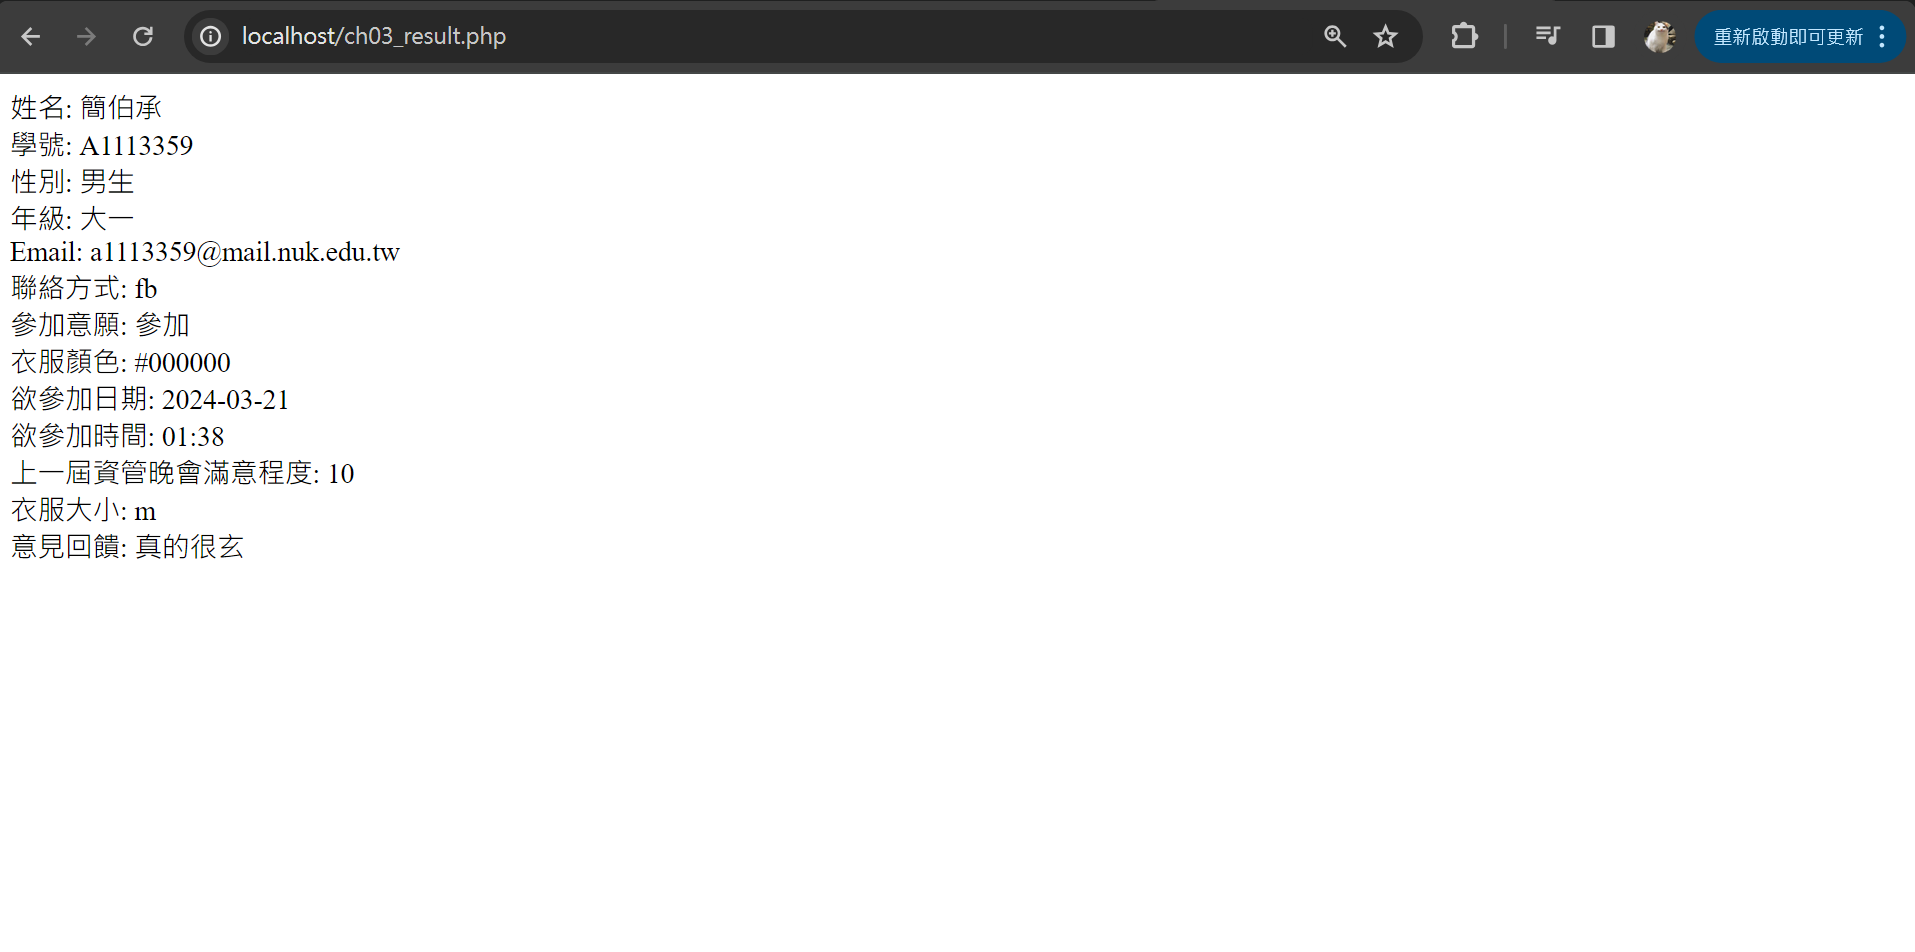 localhost/ch03_result.php
重新啟動即可更新
姓名: 簡伯承
學號: A1113359
性別: 男生
年級: 大一
Email: a1113359@mail.nuk.edu.tw
聯絡方式: fb
參加意願: 參加
衣服顏色: #000000
欲參加日期: 2024-03-21
欲參加時間: 01:38
上一屆資管晚會滿意程度: 10
衣服大小: m
意見回饋: 真的很玄